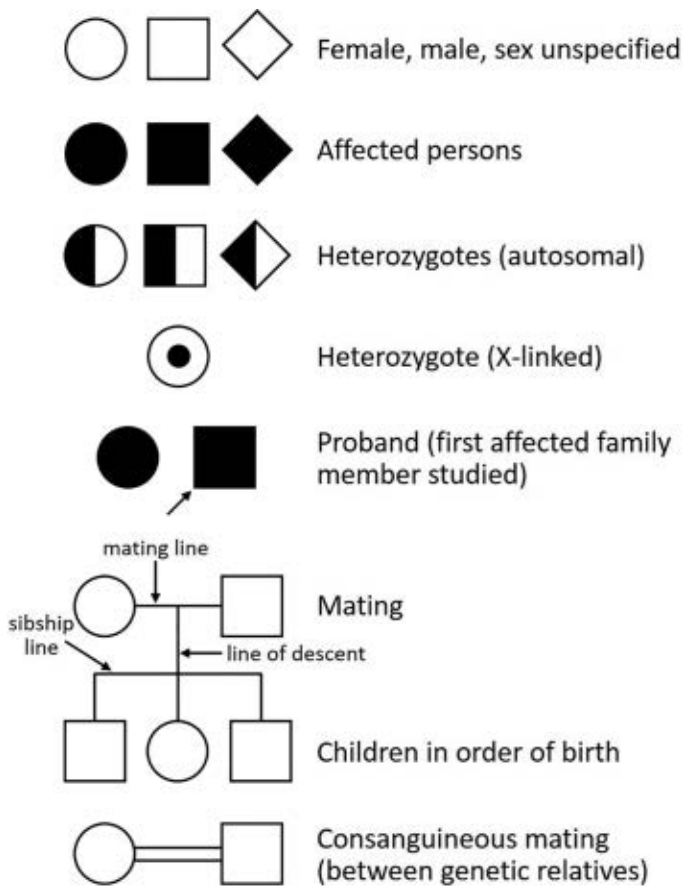 Female, male, sex unspecified
Affected persons
Heterozygotes (autosomal)
Heterozygote (X-linked)
Proband (first affected family
member studied)
mating line
Mating
sibship
line
line of descent
Children in order of birth
Consanguineous mating
(between genetic relatives)